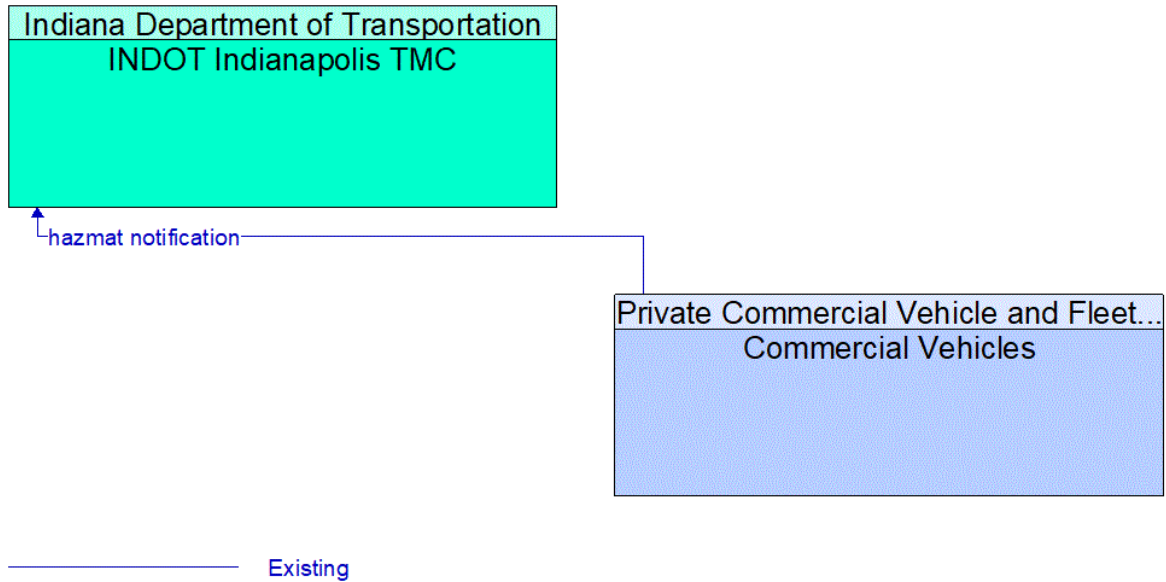 Indiana Department of Transportation
INDOT Indianapolis TMC
hazmat notification
Private Commercial Vehicle and Fleet...
Commercial Vehicles
Existing